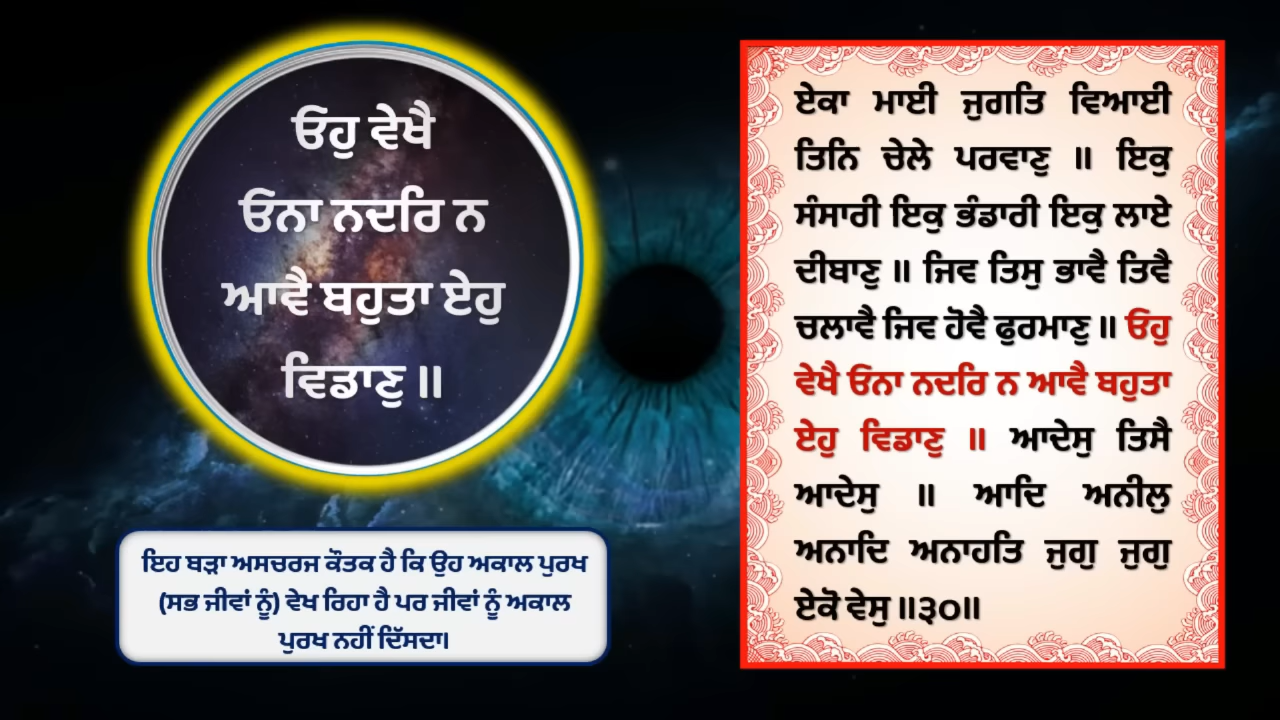 ਓਹੁ ਵੇਖੈ
ਓਨਾ ਨਦਰਿ ਨ
ਆਵੈ ਬਹੁਤਾ ਏਹੁ
ਵਿਡਾਣੁ ॥
ਇਹ ਬੜਾ ਅਸਚਰਜ ਕੌਤਕ ਹੈ ਕਿ ਉਹ ਅਕਾਲ ਪੁਰਖ
(ਸਭ ਜੀਵਾਂ ਨੂੰ) ਵੇਖ ਰਿਹਾ ਹੈ ਪਰ ਜੀਵਾਂ ਨੂੰ ਅਕਾਲ
ਪੁਰਖ ਨਹੀਂ ਦਿੱਸਦਾ।
ਏਕਾ ਮਾਈ ਜੁਗਤਿ ਵਿਆਈ
ਤਿਨਿ ਚੇਲੇ ਪਰਵਾਣੁ ॥ ਇਕੁ
ਸੰਸਾਰੀ ਇਕੁ ਭੰਡਾਰੀ ਇਕੁ ਲਾਏ
ਦੀਬਾਣੁ ॥ ਜਿਵ ਤਿਸੁ ਭਾਵੈ ਤਿਵੈ
ਚਲਾਵੈ ਜਿਵ ਹੋਵੈ ਫੁਰਮਾਣੁ ॥ ਓਹੁ
ਵੇਖੈ ਓਨਾ ਨਦਰਿ ਨ ਆਵੈ ਬਹੁਤਾ
ਏਹੁ ਵਿਡਾਣੁ ॥ ਆਦੇਸੁ ਤਿਸੈ
ਆਦੇਸੁ ॥ ਆਦਿ ਅਨੀਲੁ
ਅਨਾਦਿ ਅਨਾਹਤਿ ਜੁਗੁ ਜੁਗੁ
ਏਕੋ ਵੇਸੁ ॥੩੦॥